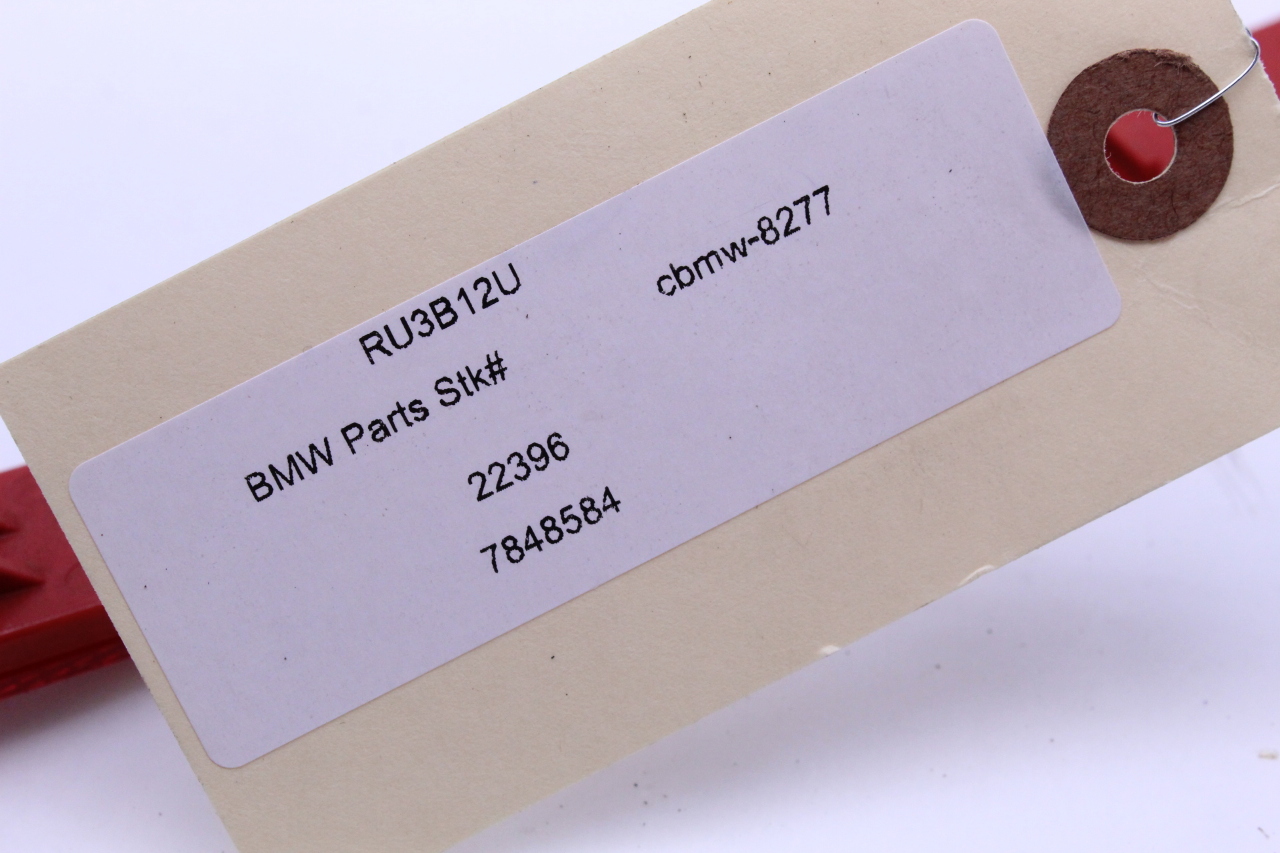 RU3B12U cbmw-8277
BMW Parts Stk#
22396
7848584